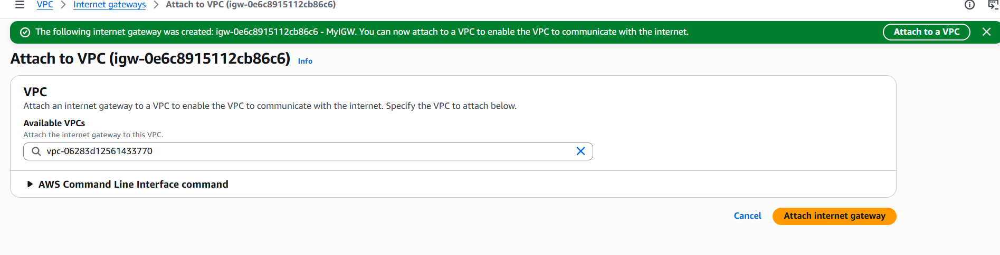 VPC > Internet gateways > Attach to VPC (igw-0e6c8915112cb86c6)
The following internet gateway was created: igw-0e6c8915112cb86c6 - MyIGW. You can now attach to a VPC to enable the VPC to communicate with the internet. Attach to a VPC
Attach to VPC (igw-0e6c8915112cb86c6) Info
VPC
Attach an internet gateway to a VPC to enable the VPC to communicate with the internet. Specify the VPC to attach below.
Available VPCs
Attach the internet gateway to this VPC.
vpc-06283d12561433770
AWS Command Line Interface command
Cancel Attach internet gateway